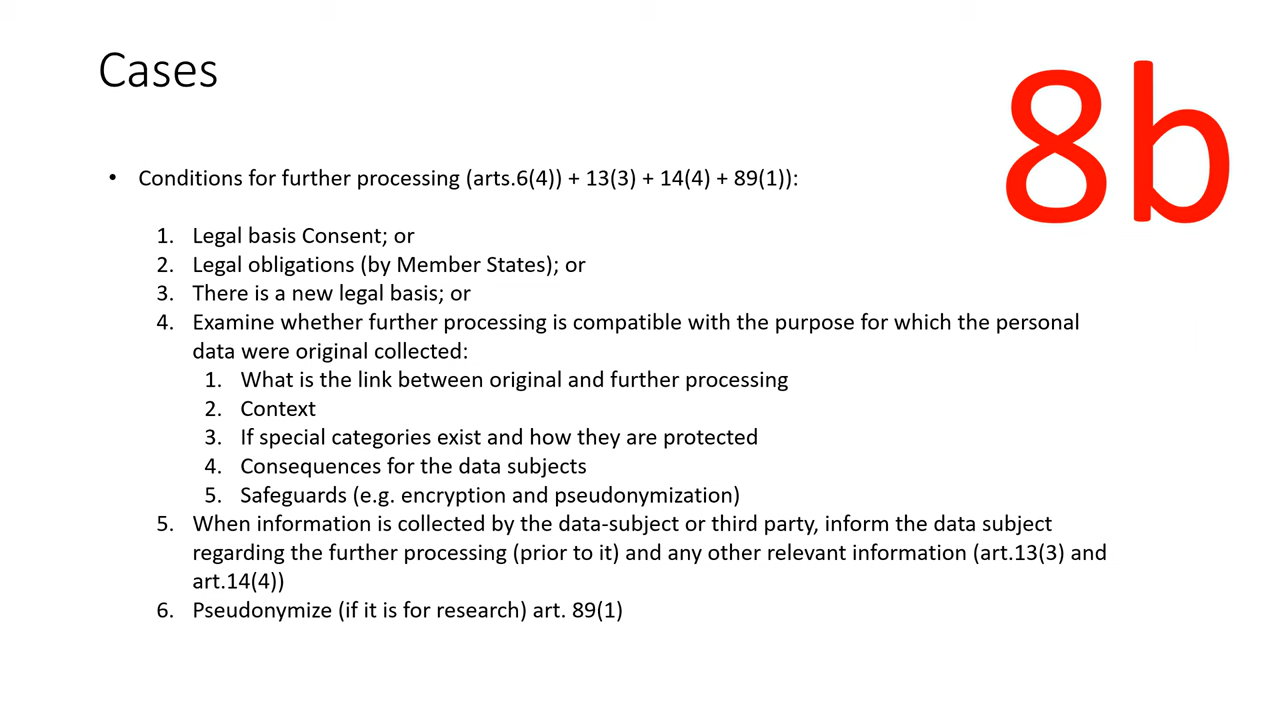 Cases
8b
• Conditions for further processing (arts.6(4)) + 13(3) + 14(4) + 89(1)):
1. Legal basis Consent; or
2. Legal obligations (by Member States); or
3. There is a new legal basis; or
4. Examine whether further processing is compatible with the purpose for which the personal
data were original collected:
1. What is the link between original and further processing
2. Context
3. If special categories exist and how they are protected
4. Consequences for the data subjects
5. Safeguards (e.g. encryption and pseudonymization)
5. When information is collected by the data-subject or third party, inform the data subject
regarding the further processing (prior to it) and any other relevant information (art.13(3) and
art.14(4))
6. Pseudonymize (if it is for research) art. 89(1)